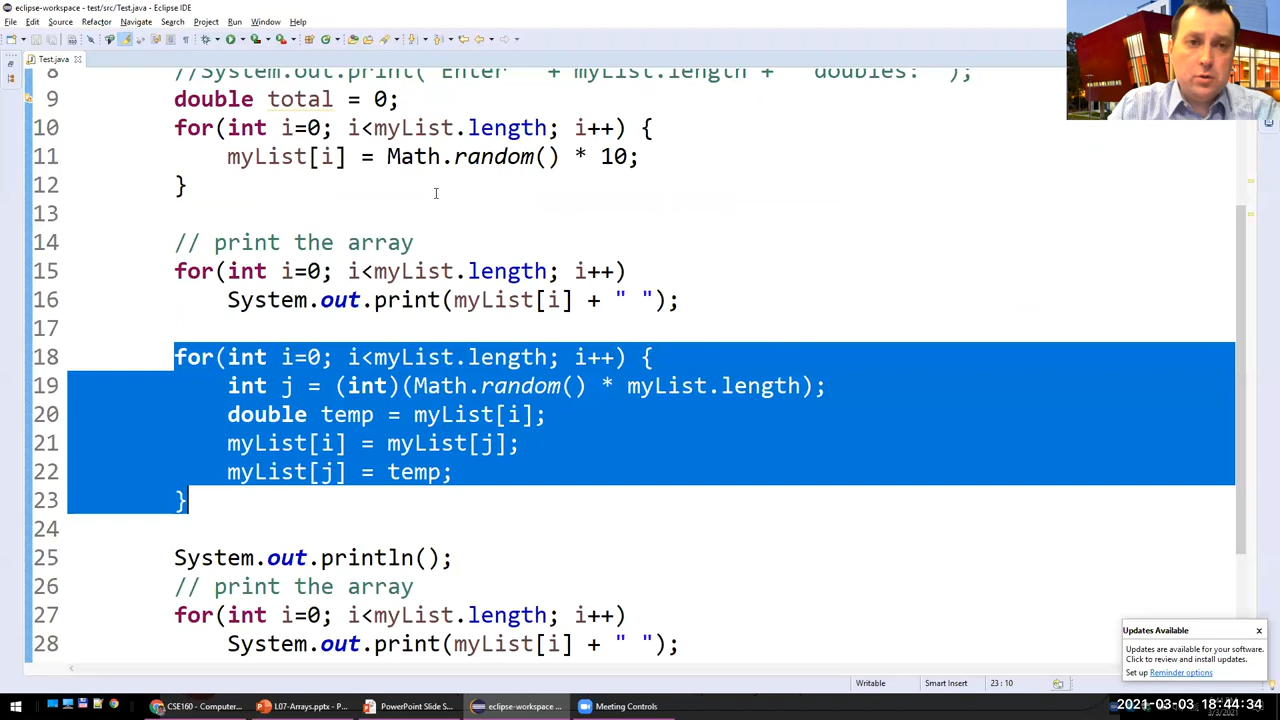 eclipse-workspace - test/src/Test.java - Eclipse IDE
File Edit Source Refactor Navigate Search Project Run Window Help
Test.java
8 //System.out.print("Enter " + myList.length + " doubles: ");
9 double total = 0;
10 for(int i=0; i<myList.length; i++) {
11 myList[i] = Math.random() * 10;
12 }
13
14 // print the array
15 for(int i=0; i<myList.length; i++)
16 System.out.print(myList[i] + " ");
17
18 for(int i=0; i<myList.length; i++) {
19 int j = (int)(Math.random() * myList.length);
20 double temp = myList[i];
21 myList[i] = myList[j];
22 myList[j] = temp;
23 }
24
25 System.out.println();
26 // print the array
27 for(int i=0; i<myList.length; i++)
28 System.out.print(myList[i] + " ");
Updates Available
Updates are available for your software.
Click to review and install updates.
Set up Reminder options
Writable Smart Insert 23 : 10
CSE160 - Computer... L07-Arrays.pptx - P... PowerPoint Slide S... eclipse-workspace ... Meeting Controls
2021-03-03 18:44:34